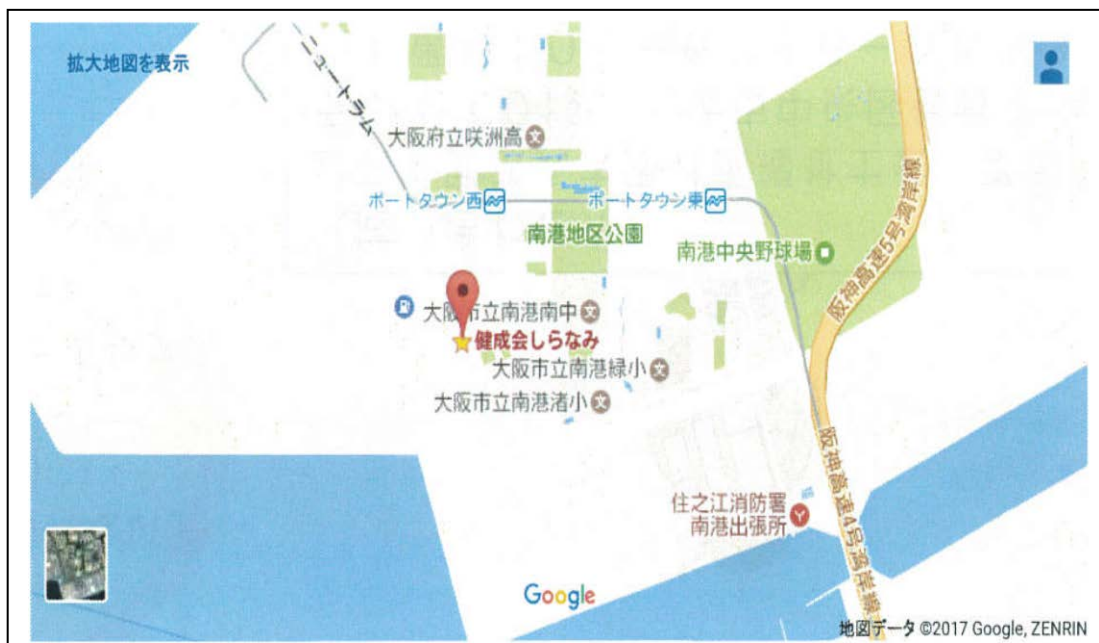 拡大地図を表示
ニュートラム
大阪府立咲洲高
ポートタウン西
ポートタウン東
南港地区公園
南港中央野球場
阪神高速5号湾岸線
大阪市立南港南中
健成会しらなみ
大阪市立南港緑小
大阪市立南港渚小
阪神高速4号湾岸線
住之江消防署
南港出張所
Google
地図データ ©2017 Google, ZENRIN